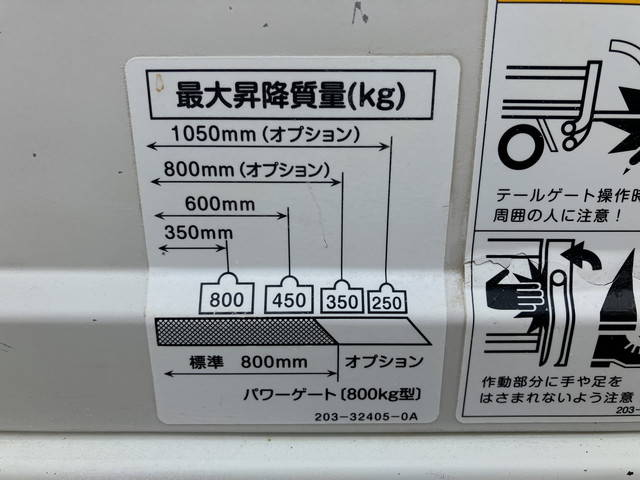 最大昇降質量(kg)
1050mm(オプション)
800mm(オプション)
600mm
350mm
800 450 350 250
標準 800mm オプション
パワーゲート〔800kg型〕
203-32405-0A
テールゲート操作時
周囲の人に注意!
作動部分に手や足を
はさまれないよう注意
203-